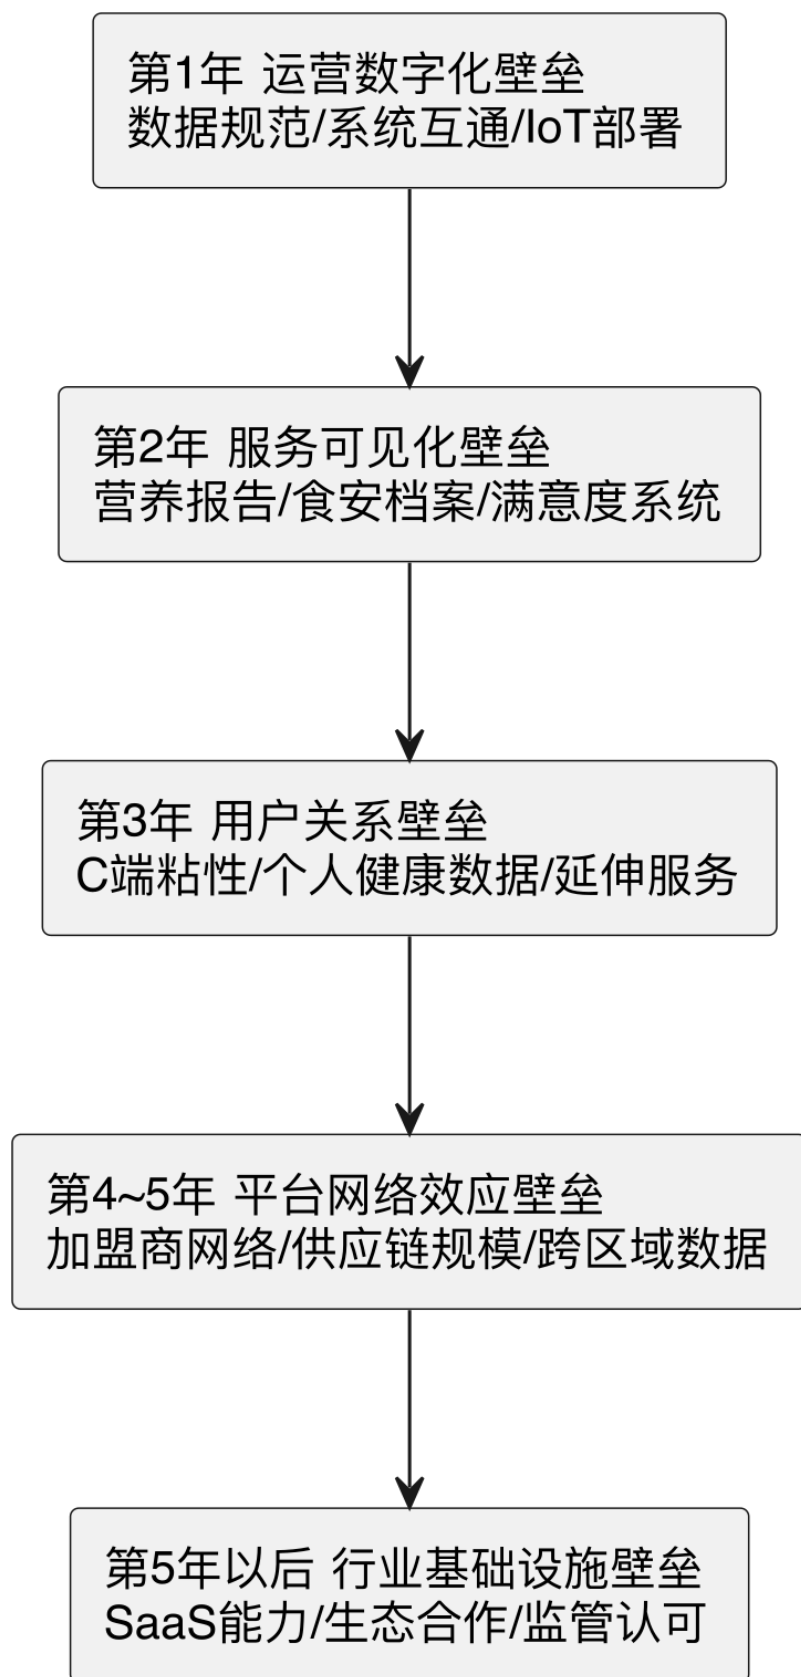 第1年 运营数字化壁垒
数据规范/系统互通/IoT部署
第2年 服务可见化壁垒
营养报告/食安档案/满意度系统
第3年 用户关系壁垒
C端粘性/个人健康数据/延伸服务
第4~5年 平台网络效应壁垒
加盟商网络/供应链规模/跨区域数据
第5年以后 行业基础设施壁垒
SaaS能力/生态合作/监管认可